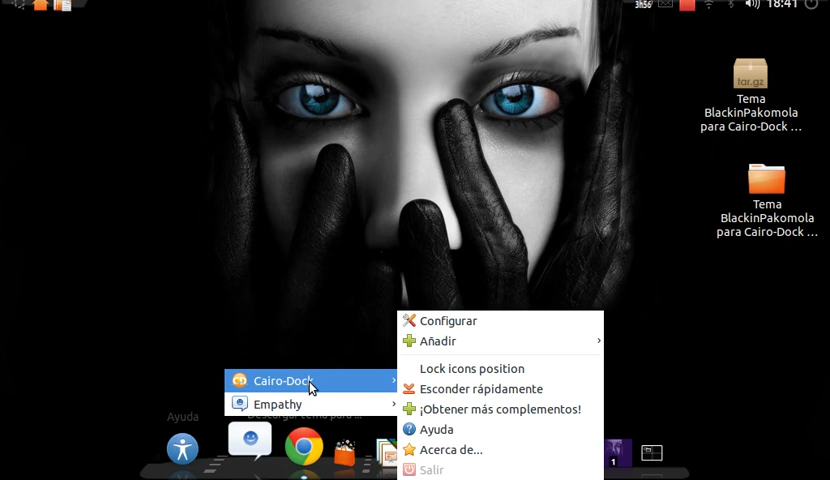 3h56
18:41
tar.gz
Tema
BlackinPakomola
para Cairo-Dock ...
Tema
BlackinPakomola
para Cairo-Dock ...
Configurar
Añadir
Lock icons position
Esconder rápidamente
¡Obtener más complementos!
Ayuda
Acerca de...
Salir
Cairo-Dock
Empathy
Ayuda
1